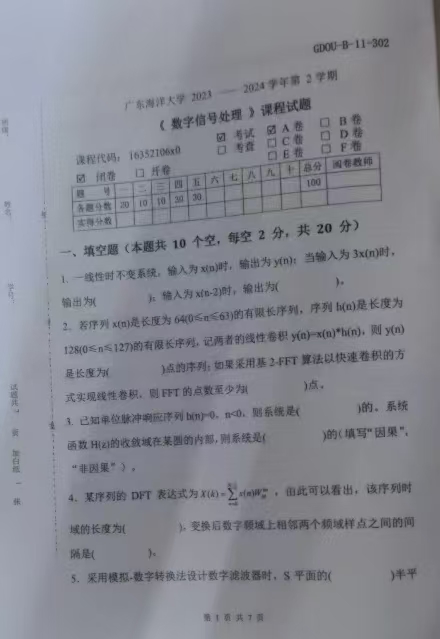 GDOU-B-11-302
广东海洋大学 2023 —— 2024 学年第 2 学期
《 数字信号处理 》课程试题
课程代码: 16352106x0
☑ 考试 ☑ A 卷 □ B 卷
□ 考查 □ C 卷 □ D 卷
☑ 闭卷 □ 开卷 □ E 卷 □ F 卷
题 号 一 二 三 四 五 六 七 八 九 十 总分 阅卷教师
各题分数 20 10 10 30 30 100
实得分数
一、填空题（本题共 10 个空，每空 2 分，共 20 分）
1. 一线性时不变系统，输入为 x(n)时，输出为 y(n)；当输入为 3x(n)时，
输出为( )；输入为 x(n-2)时，输出为( )。
2. 若序列 x(n)是长度为 64(0≤n≤63)的有限长序列，序列 h(n)是长度为
128(0≤n≤127)的有限长序列，记两者的线性卷积 y(n)=x(n)*h(n)，则 y(n)
是长度为( )点的序列；如果采用基 2-FFT 算法以快速卷积的方
式实现线性卷积，则 FFT 的点数至少为( )点。
3. 已知单位脉冲响应序列 h(n)=0，n<0，则系统是( )的、系统
函数 H(z)的收敛域在某圆的内部,则系统是( )的(填写“因果”，
“非因果”)。
4. 某序列的 DFT 表达式为 ，由此可以看出，该序列时
域的长度为( )，变换后数字频域上相邻两个频域样点之间的间
隔是( )。
5. 采用模拟-数字转换法设计数字滤波器时，S 平面的( )半平
第 1 页 共 7 页